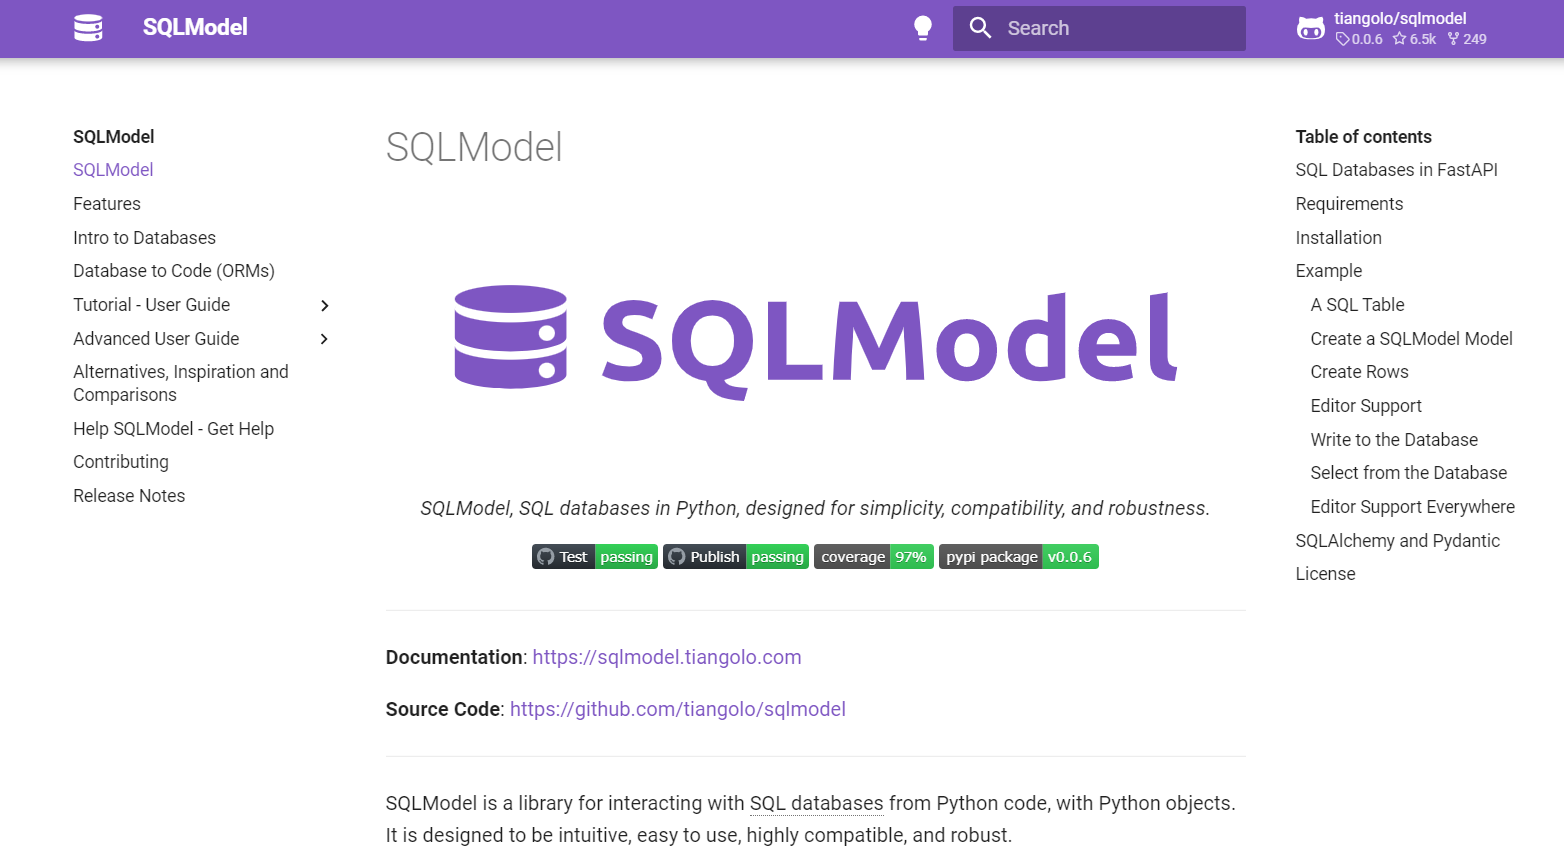 SQLModel
Search
tiangolo/sqlmodel
0.0.6 6.5k 249
SQLModel
SQLModel
Features
Intro to Databases
Database to Code (ORMs)
Tutorial - User Guide
Advanced User Guide
Alternatives, Inspiration and
Comparisons
Help SQLModel - Get Help
Contributing
Release Notes
SQLModel
SQLModel
SQLModel, SQL databases in Python, designed for simplicity, compatibility, and robustness.
Test passing Publish passing coverage 97% pypi package v0.0.6
Documentation: https://sqlmodel.tiangolo.com
Source Code: https://github.com/tiangolo/sqlmodel
SQLModel is a library for interacting with SQL databases from Python code, with Python objects.
It is designed to be intuitive, easy to use, highly compatible, and robust.
Table of contents
SQL Databases in FastAPI
Requirements
Installation
Example
A SQL Table
Create a SQLModel Model
Create Rows
Editor Support
Write to the Database
Select from the Database
Editor Support Everywhere
SQLAlchemy and Pydantic
License